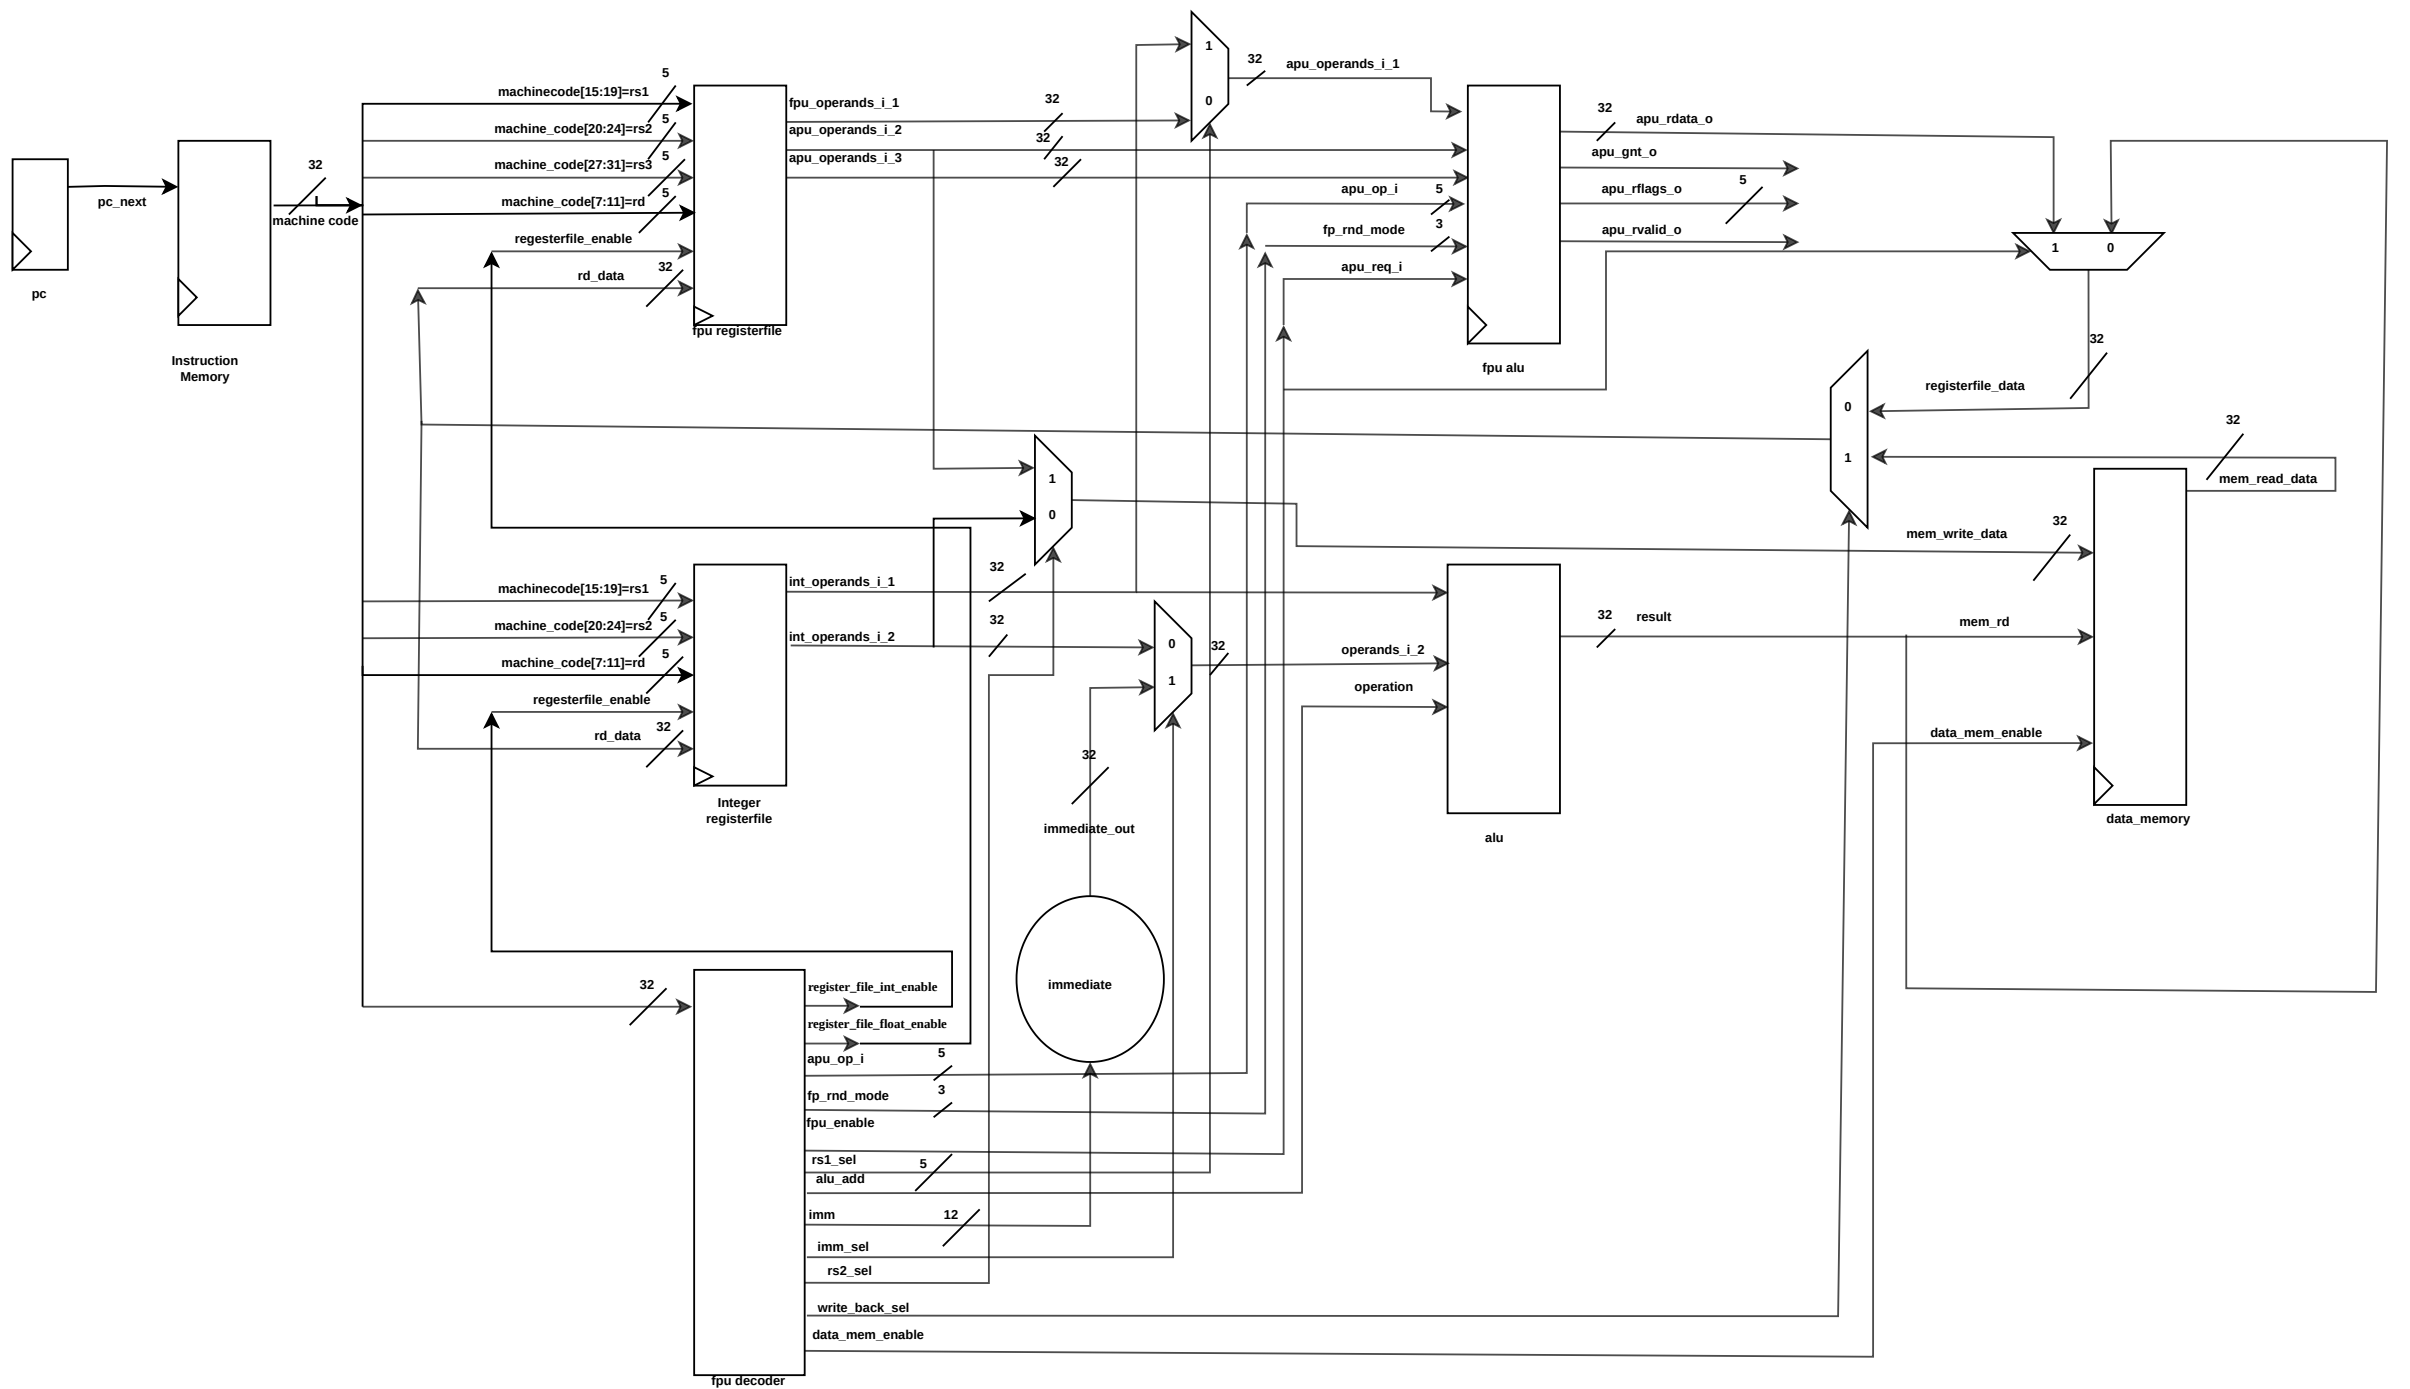 pc_next
pc
32
machine code
Instruction
Memory
5
machinecode[15:19]=rs1
5
machine_code[20:24]=rs2
5
machine_code[27:31]=rs3
5
machine_code[7:11]=rd
regesterfile_enable
32
rd_data
fpu registerfile
fpu_operands_i_1
apu_operands_i_2
apu_operands_i_3
32
32
32
1
0
32
apu_operands_i_1
apu_op_i
5
fp_rnd_mode
3
apu_req_i
fpu alu
32
apu_rdata_o
apu_gnt_o
apu_rflags_o
5
apu_rvalid_o
1
0
32
registerfile_data
0
1
32
mem_read_data
1
0
32
mem_write_data
machinecode[15:19]=rs1
5
machine_code[20:24]=rs2
5
machine_code[7:11]=rd
5
regesterfile_enable
rd_data
32
Integer
registerfile
int_operands_i_1
32
int_operands_i_2
32
0
1
32
operands_i_2
operation
alu
32
result
mem_rd
data_mem_enable
data_memory
32
immediate_out
immediate
32
register_file_int_enable
register_file_float_enable
apu_op_i
5
fp_rnd_mode
3
fpu_enable
rs1_sel
5
alu_add
imm
12
imm_sel
rs2_sel
write_back_sel
data_mem_enable
fpu decoder